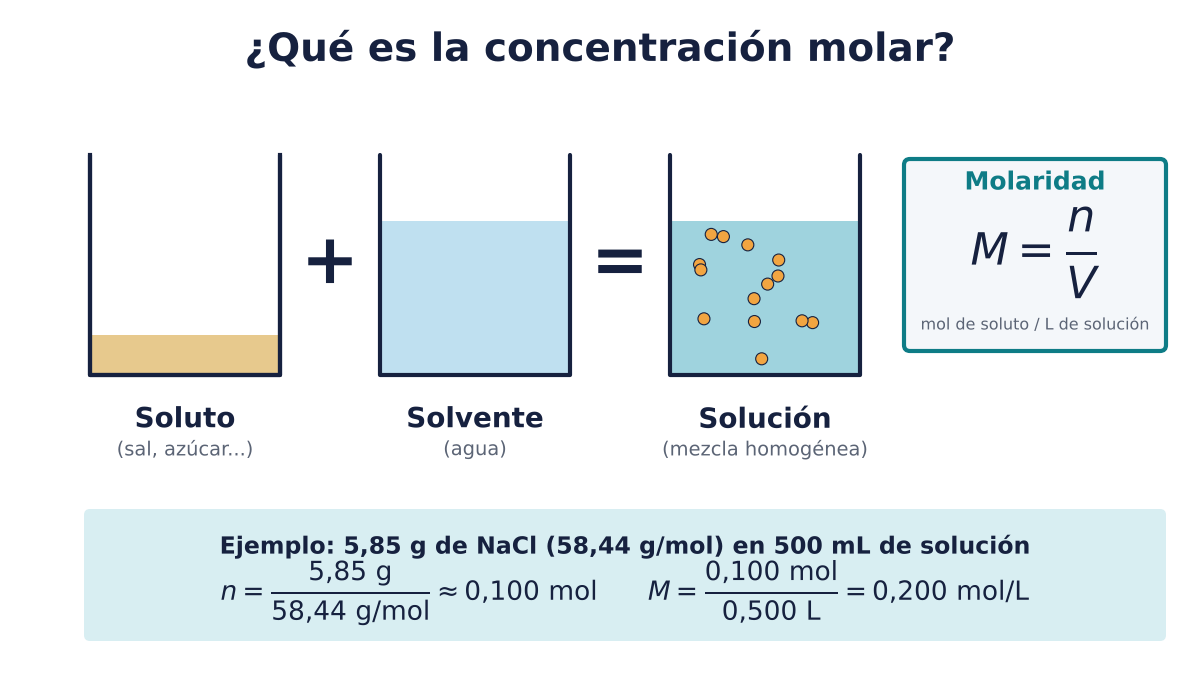 ¿Qué es la concentración molar?
+
=
Molaridad
M = n / V
mol de soluto / L de solución
Soluto
(sal, azúcar...)
Solvente
(agua)
Solución
(mezcla homogénea)
Ejemplo: 5,85 g de NaCl (58,44 g/mol) en 500 mL de solución
n = 5,85 g / 58,44 g/mol ≈ 0,100 mol M = 0,100 mol / 0,500 L = 0,200 mol/L